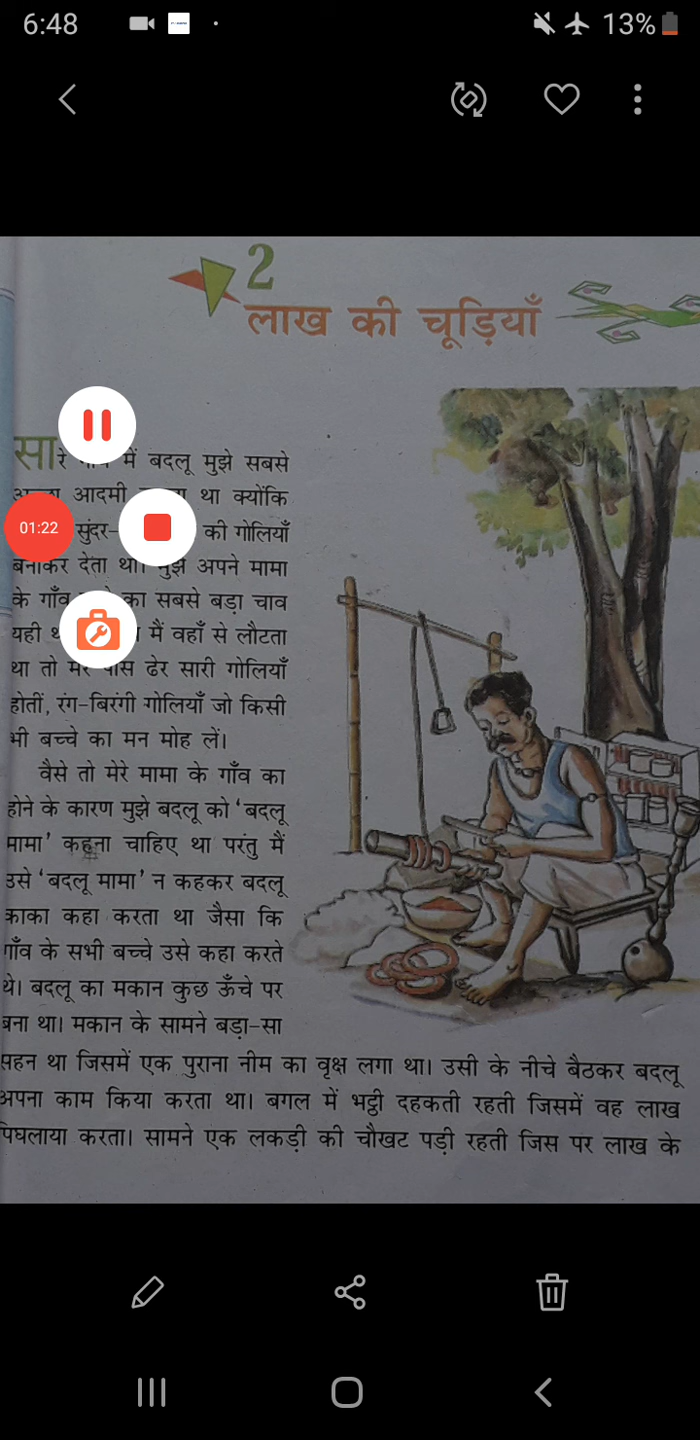 6:48
13%
2
लाख की चूड़ियाँ
सारे में बदलू मुझे सबसे
आदमी था क्योंकि
01:22
सुंदर- की गोलियाँ
बनाकर देता था। मुझे अपने मामा
के गाँव का सबसे बड़ा चाव
यही मैं वहाँ से लौटता
था तो मेरे पास ढेर सारी गोलियाँ
होतीं, रंग-बिरंगी गोलियाँ जो किसी
भी बच्चे का मन मोह लें।
वैसे तो मेरे मामा के गाँव का
होने के कारण मुझे बदलू को ‘बदलू
मामा’ कहना चाहिए था परंतु मैं
उसे ‘बदलू मामा’ न कहकर बदलू
काका कहा करता था जैसा कि
गाँव के सभी बच्चे उसे कहा करते
थे। बदलू का मकान कुछ ऊँचे पर
बना था। मकान के सामने बड़ा-सा
सहन था जिसमें एक पुराना नीम का वृक्ष लगा था। उसी के नीचे बैठकर बदलू
अपना काम किया करता था। बगल में भट्ठी दहकती रहती जिसमें वह लाख
पिघलाया करता। सामने एक लकड़ी की चौखट पड़ी रहती जिस पर लाख के